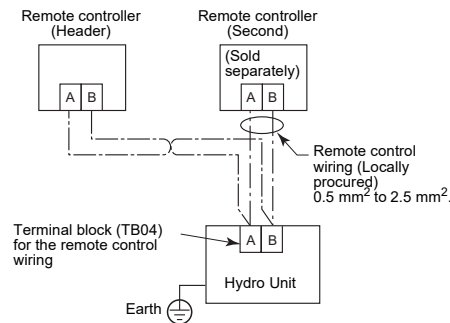 Remote controller
(Header)
Remote controller
(Second)
(Sold
separately)
A B
A B
Remote control
wiring (Locally
procured)
0.5 mm² to 2.5 mm².
Terminal block (TB04)
for the remote control
wiring
A B
Hydro Unit
Earth